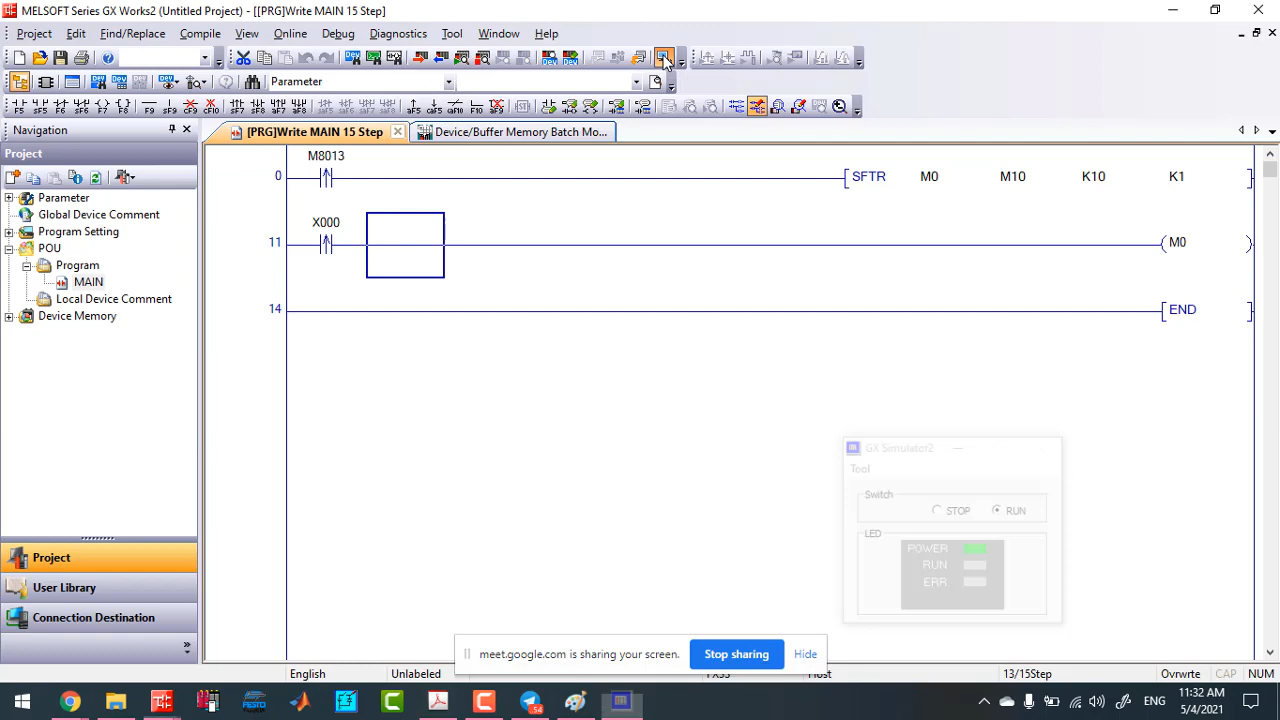 MELSOFT Series GX Works2 (Untitled Project) - [[PRG]Write MAIN 15 Step]
Project Edit Find/Replace Compile View Online Debug Diagnostics Tool Window Help
Parameter
Navigation
[PRG]Write MAIN 15 Step
Device/Buffer Memory Batch Mo...
Project
Parameter
Global Device Comment
Program Setting
POU
Program
MAIN
Local Device Comment
Device Memory
M8013
0 SFTR M0 M10 K10 K1
X000
11 M0
14 END
GX Simulator2
Tool
Switch
STOP RUN
LED
POWER
RUN
ERR
Project
User Library
Connection Destination
meet.google.com is sharing your screen. Stop sharing Hide
English Unlabeled Host 13/15Step Ovrwrte CAP NUM
54
ENG
11:32 AM
5/4/2021